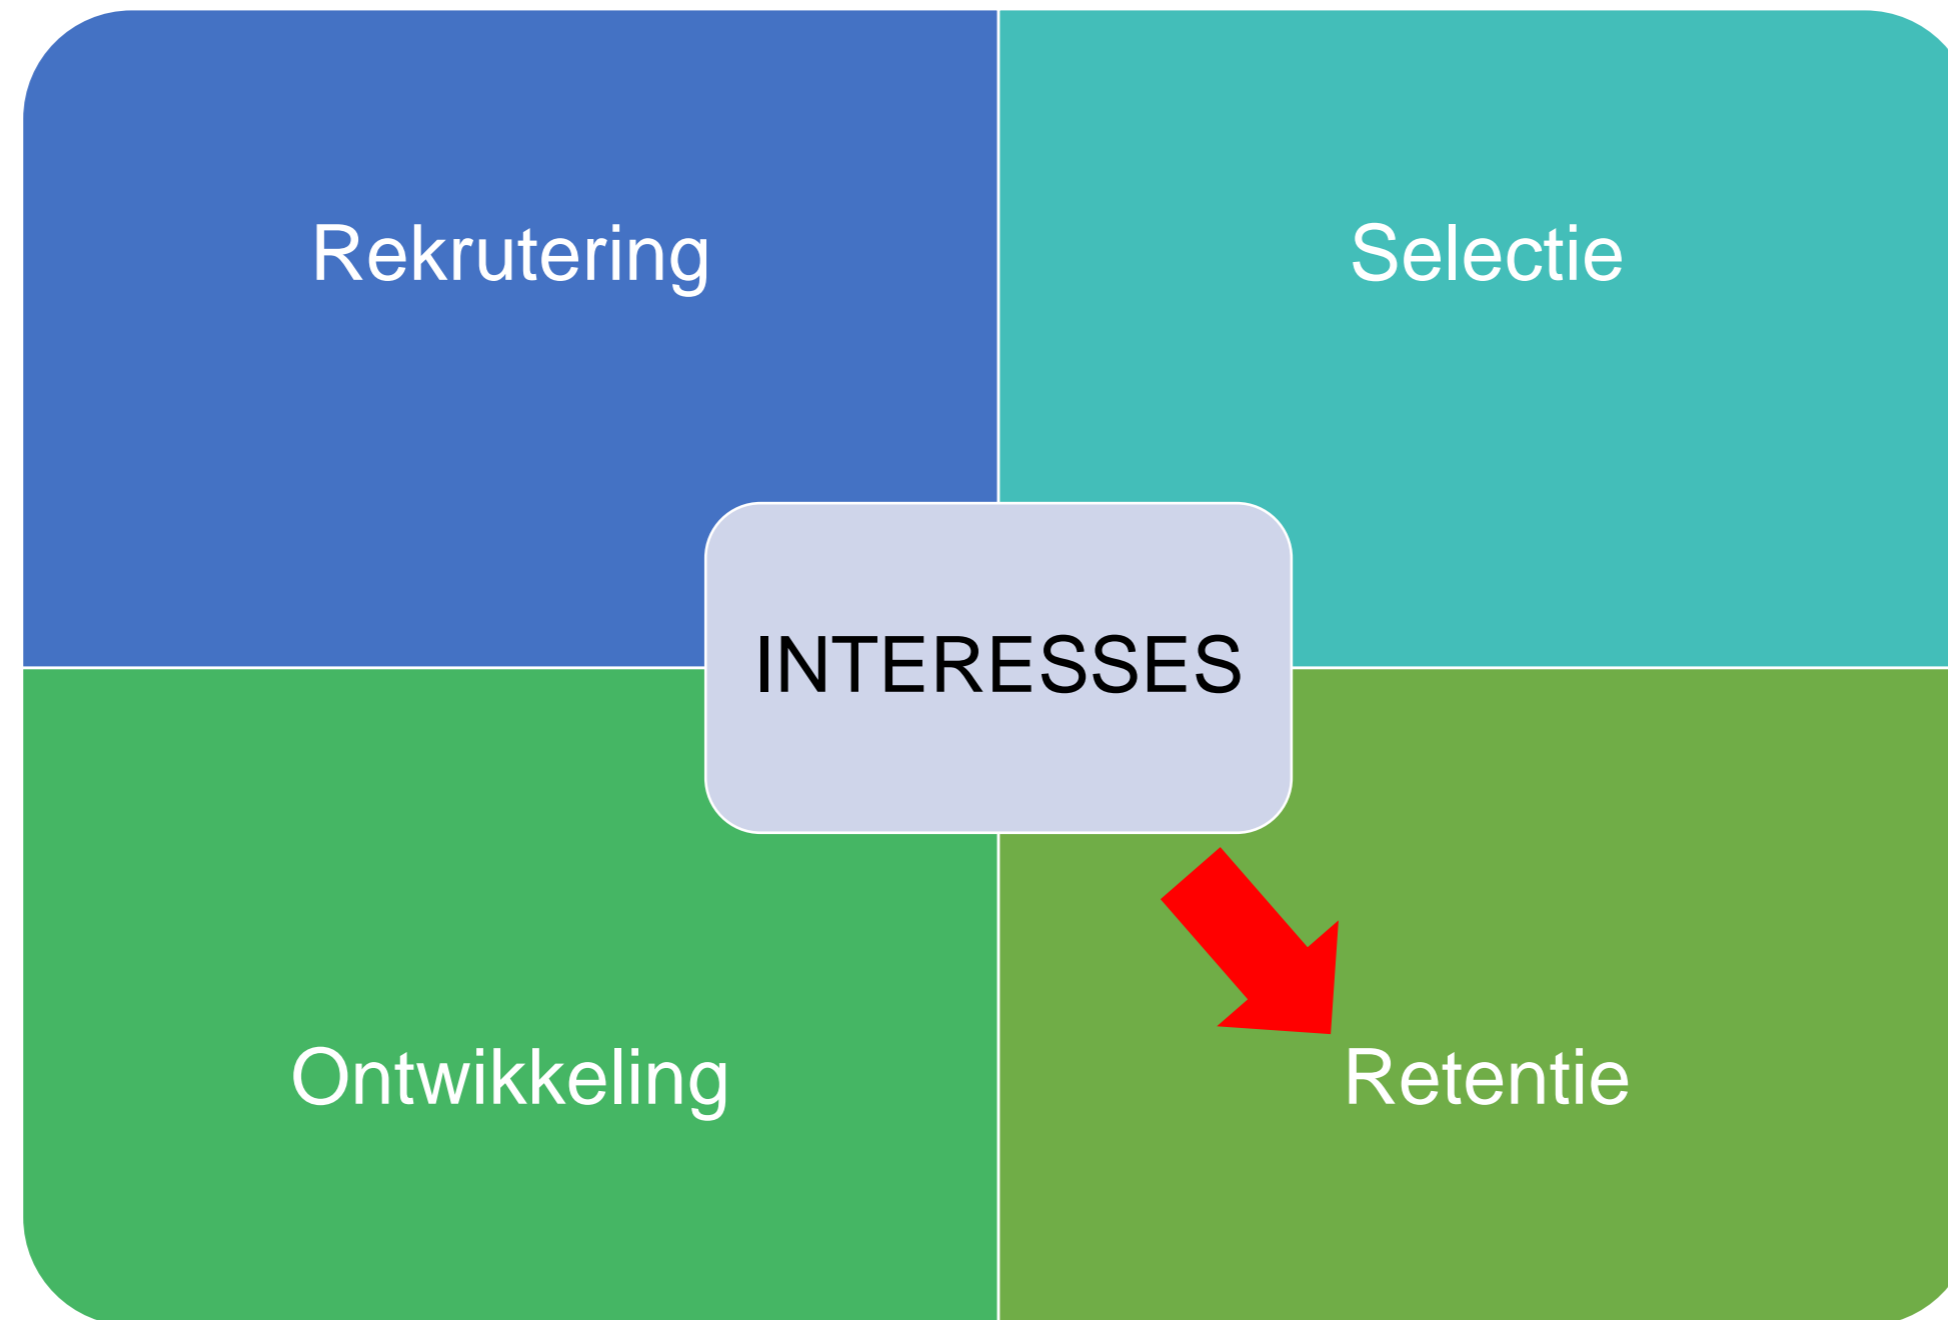 Rekrutering
Selectie
INTERESSES
Ontwikkeling
Retentie